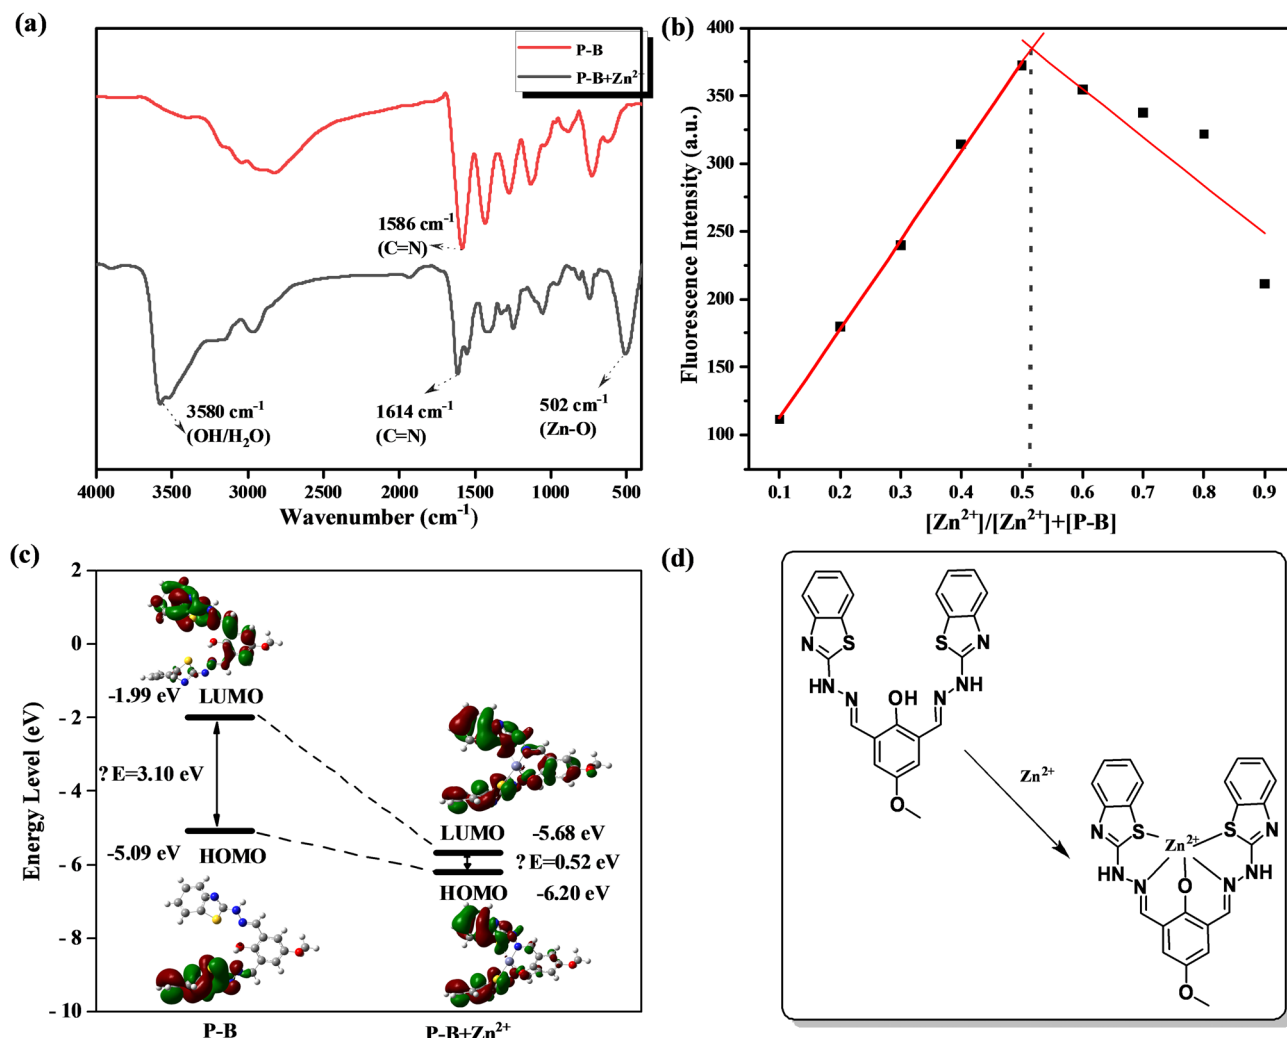 (a)
P-B
P-B+Zn²⁺
1586 cm⁻¹
(C=N)
3580 cm⁻¹
(OH/H₂O)
1614 cm⁻¹
(C=N)
502 cm⁻¹
(Zn-O)
4000 3500 3000 2500 2000 1500 1000 500
Wavenumber (cm⁻¹)
(b)
400
350
300
250
200
150
100
Fluorescence Intensity (a.u.)
0.1 0.2 0.3 0.4 0.5 0.6 0.7 0.8 0.9
[Zn²⁺]/[Zn²⁺]+[P-B]
(c)
2
0
- 2
- 4
- 6
- 8
- 10
Energy Level (eV)
-1.99 eV
LUMO
? E=3.10 eV
-5.09 eV
HOMO
LUMO
-5.68 eV
? E=0.52 eV
HOMO
-6.20 eV
P-B
P-B+Zn²⁺
(d)
N S S N
HN N N NH
OH
O
Zn²⁺
N S S N
Zn²⁺
HN N O N NH
O